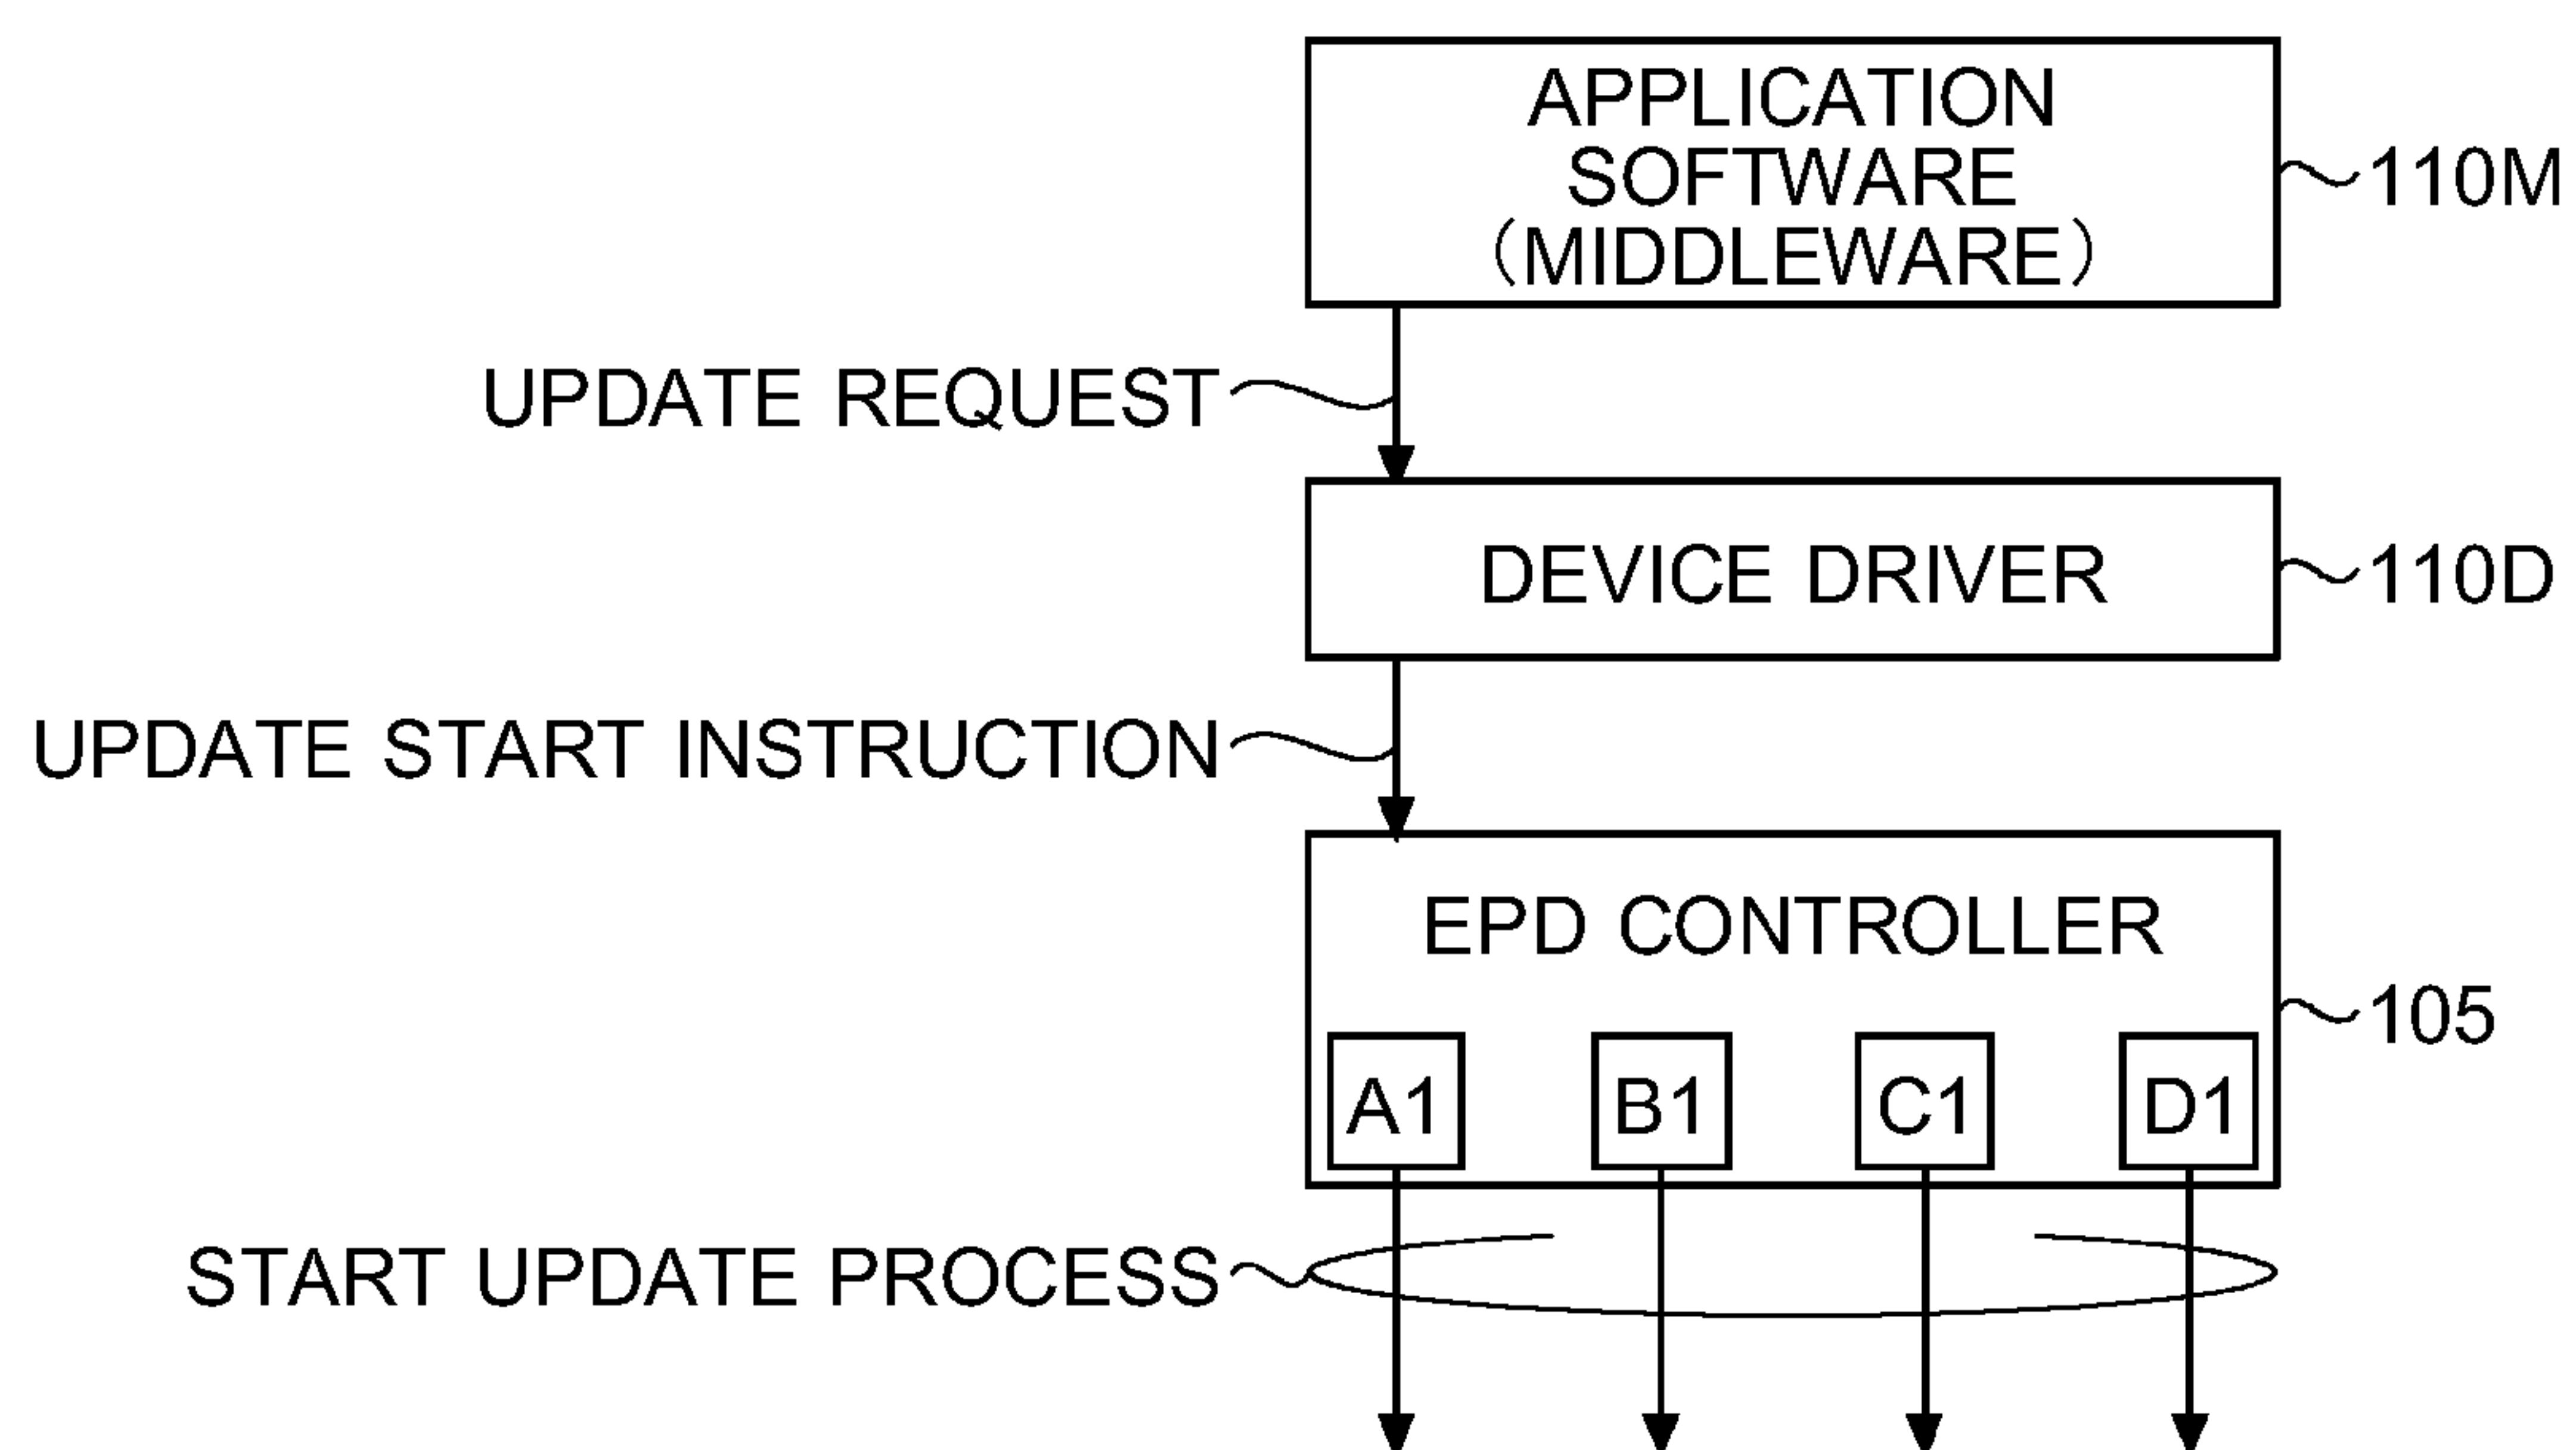 APPLICATION
SOFTWARE
（MIDDLEWARE）
110M
UPDATE REQUEST
DEVICE DRIVER
110D
UPDATE START INSTRUCTION
EPD CONTROLLER
105
A1
B1
C1
D1
START UPDATE PROCESS